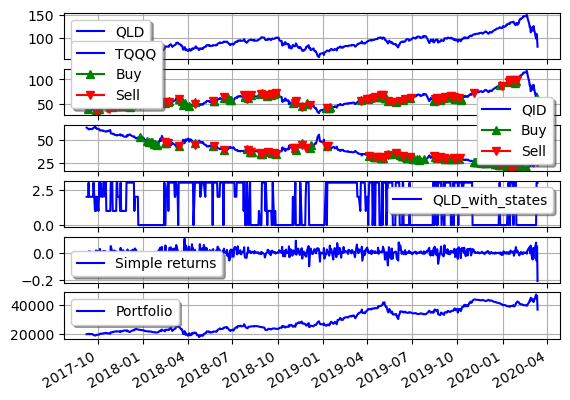 150
100
QLD
100
50
TQQQ
Buy
Sell
50
25
QID
Buy
Sell
2.5
0.0
QLD_with_states
0.0
−0.2
Simple returns
40000
20000
Portfolio
2017-10
2018-01
2018-04
2018-07
2018-10
2019-01
2019-04
2019-07
2019-10
2020-01
2020-04